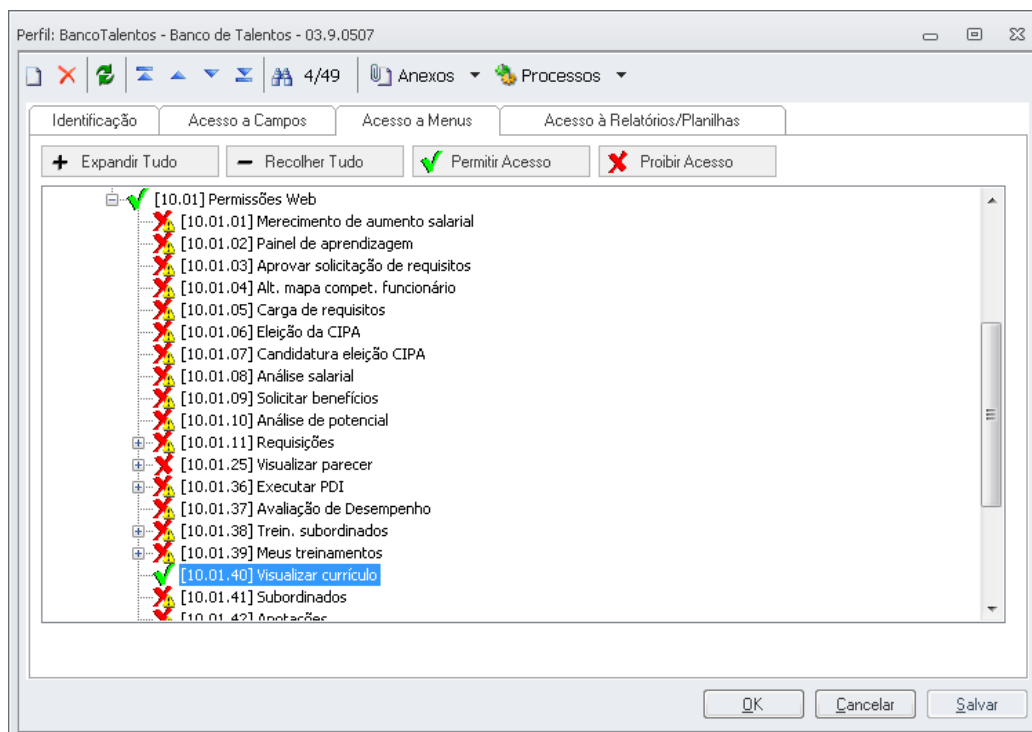 Perfil: BancoTalentos - Banco de Talentos - 03.9.0507
4/49 Anexos Processos
Identificação Acesso a Campos Acesso a Menus Acesso à Relatórios/Planilhas
Expandir Tudo Recolher Tudo Permitir Acesso Proibir Acesso
[10.01] Permissões Web
[10.01.01] Merecimento de aumento salarial
[10.01.02] Painel de aprendizagem
[10.01.03] Aprovar solicitação de requisitos
[10.01.04] Alt. mapa compet. funcionário
[10.01.05] Carga de requisitos
[10.01.06] Eleição da CIPA
[10.01.07] Candidatura eleição CIPA
[10.01.08] Análise salarial
[10.01.09] Solicitar benefícios
[10.01.10] Análise de potencial
[10.01.11] Requisições
[10.01.25] Visualizar parecer
[10.01.36] Executar PDI
[10.01.37] Avaliação de Desempenho
[10.01.38] Trein. subordinados
[10.01.39] Meus treinamentos
[10.01.40] Visualizar currículo
[10.01.41] Subordinados
[10.01.42] Anotações
OK Cancelar Salvar